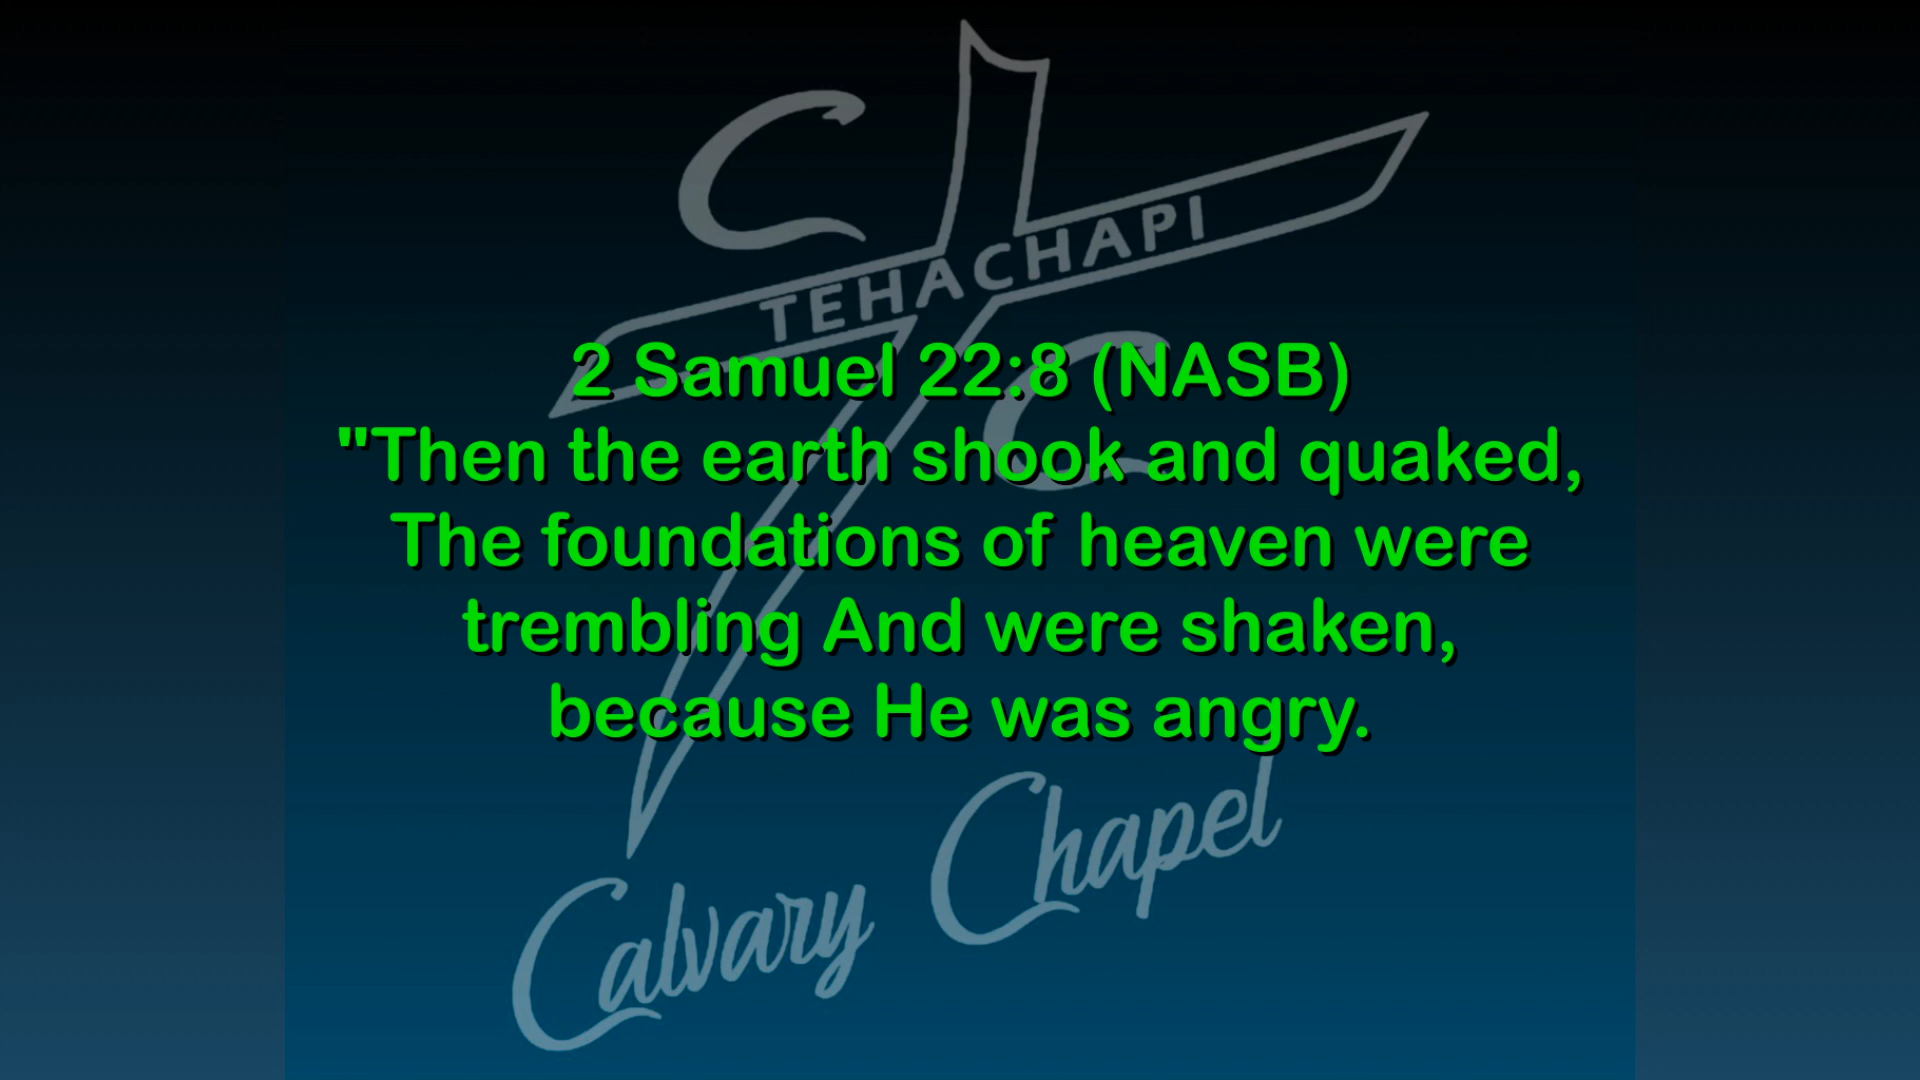 C
TEHACHAPI
C
2 Samuel 22:8 (NASB)
"Then the earth shook and quaked,
The foundations of heaven were
trembling And were shaken,
because He was angry.
Calvary Chapel